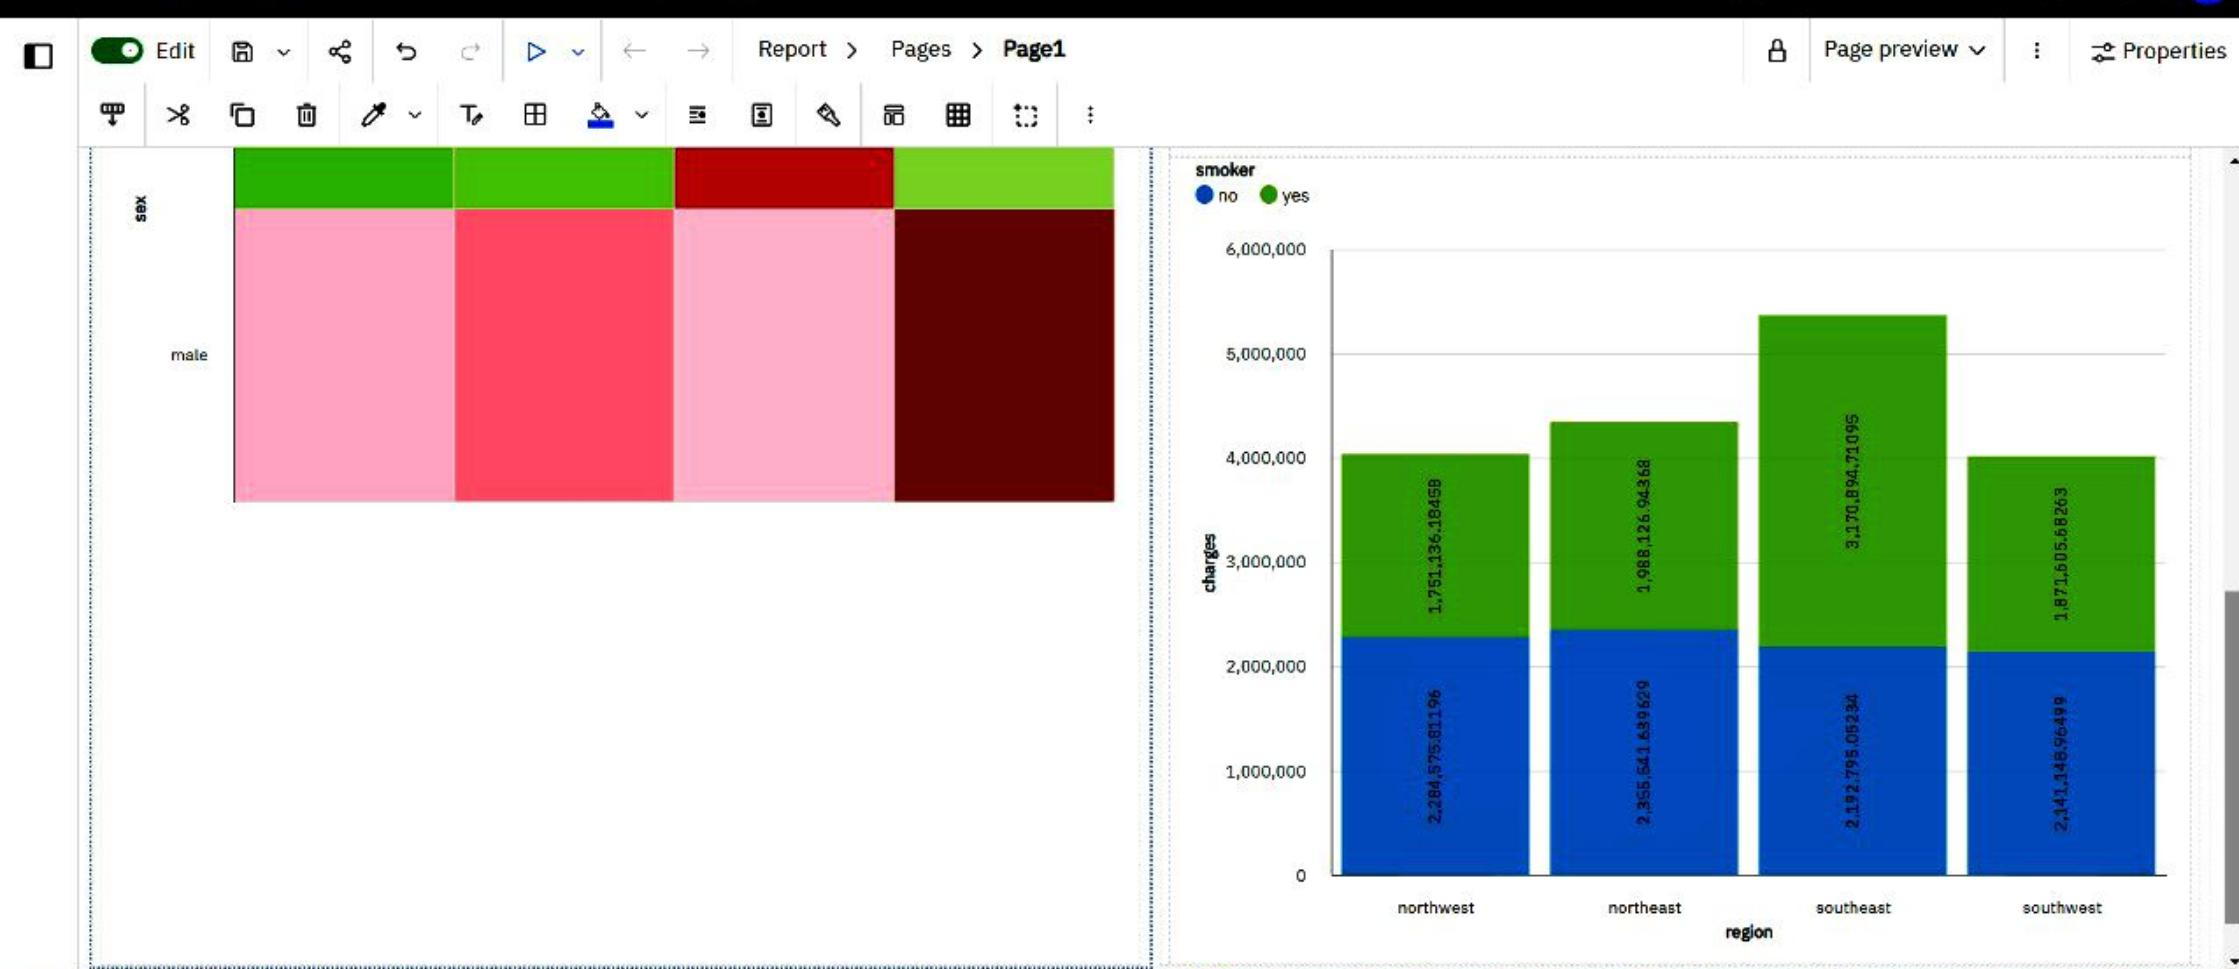 Edit
Report > Pages > Page1
Page preview
Properties
sex
male
smoker
no yes
6,000,000
5,000,000
4,000,000
3,000,000
2,000,000
1,000,000
0
charges
1,751,136.18458
1,988,126.94368
3,170,894.71095
1,871,605.68263
2,284,575.81196
2,355,541.639629
2,192,795.05234
2,141,148.96499
northwest northeast southeast southwest
region